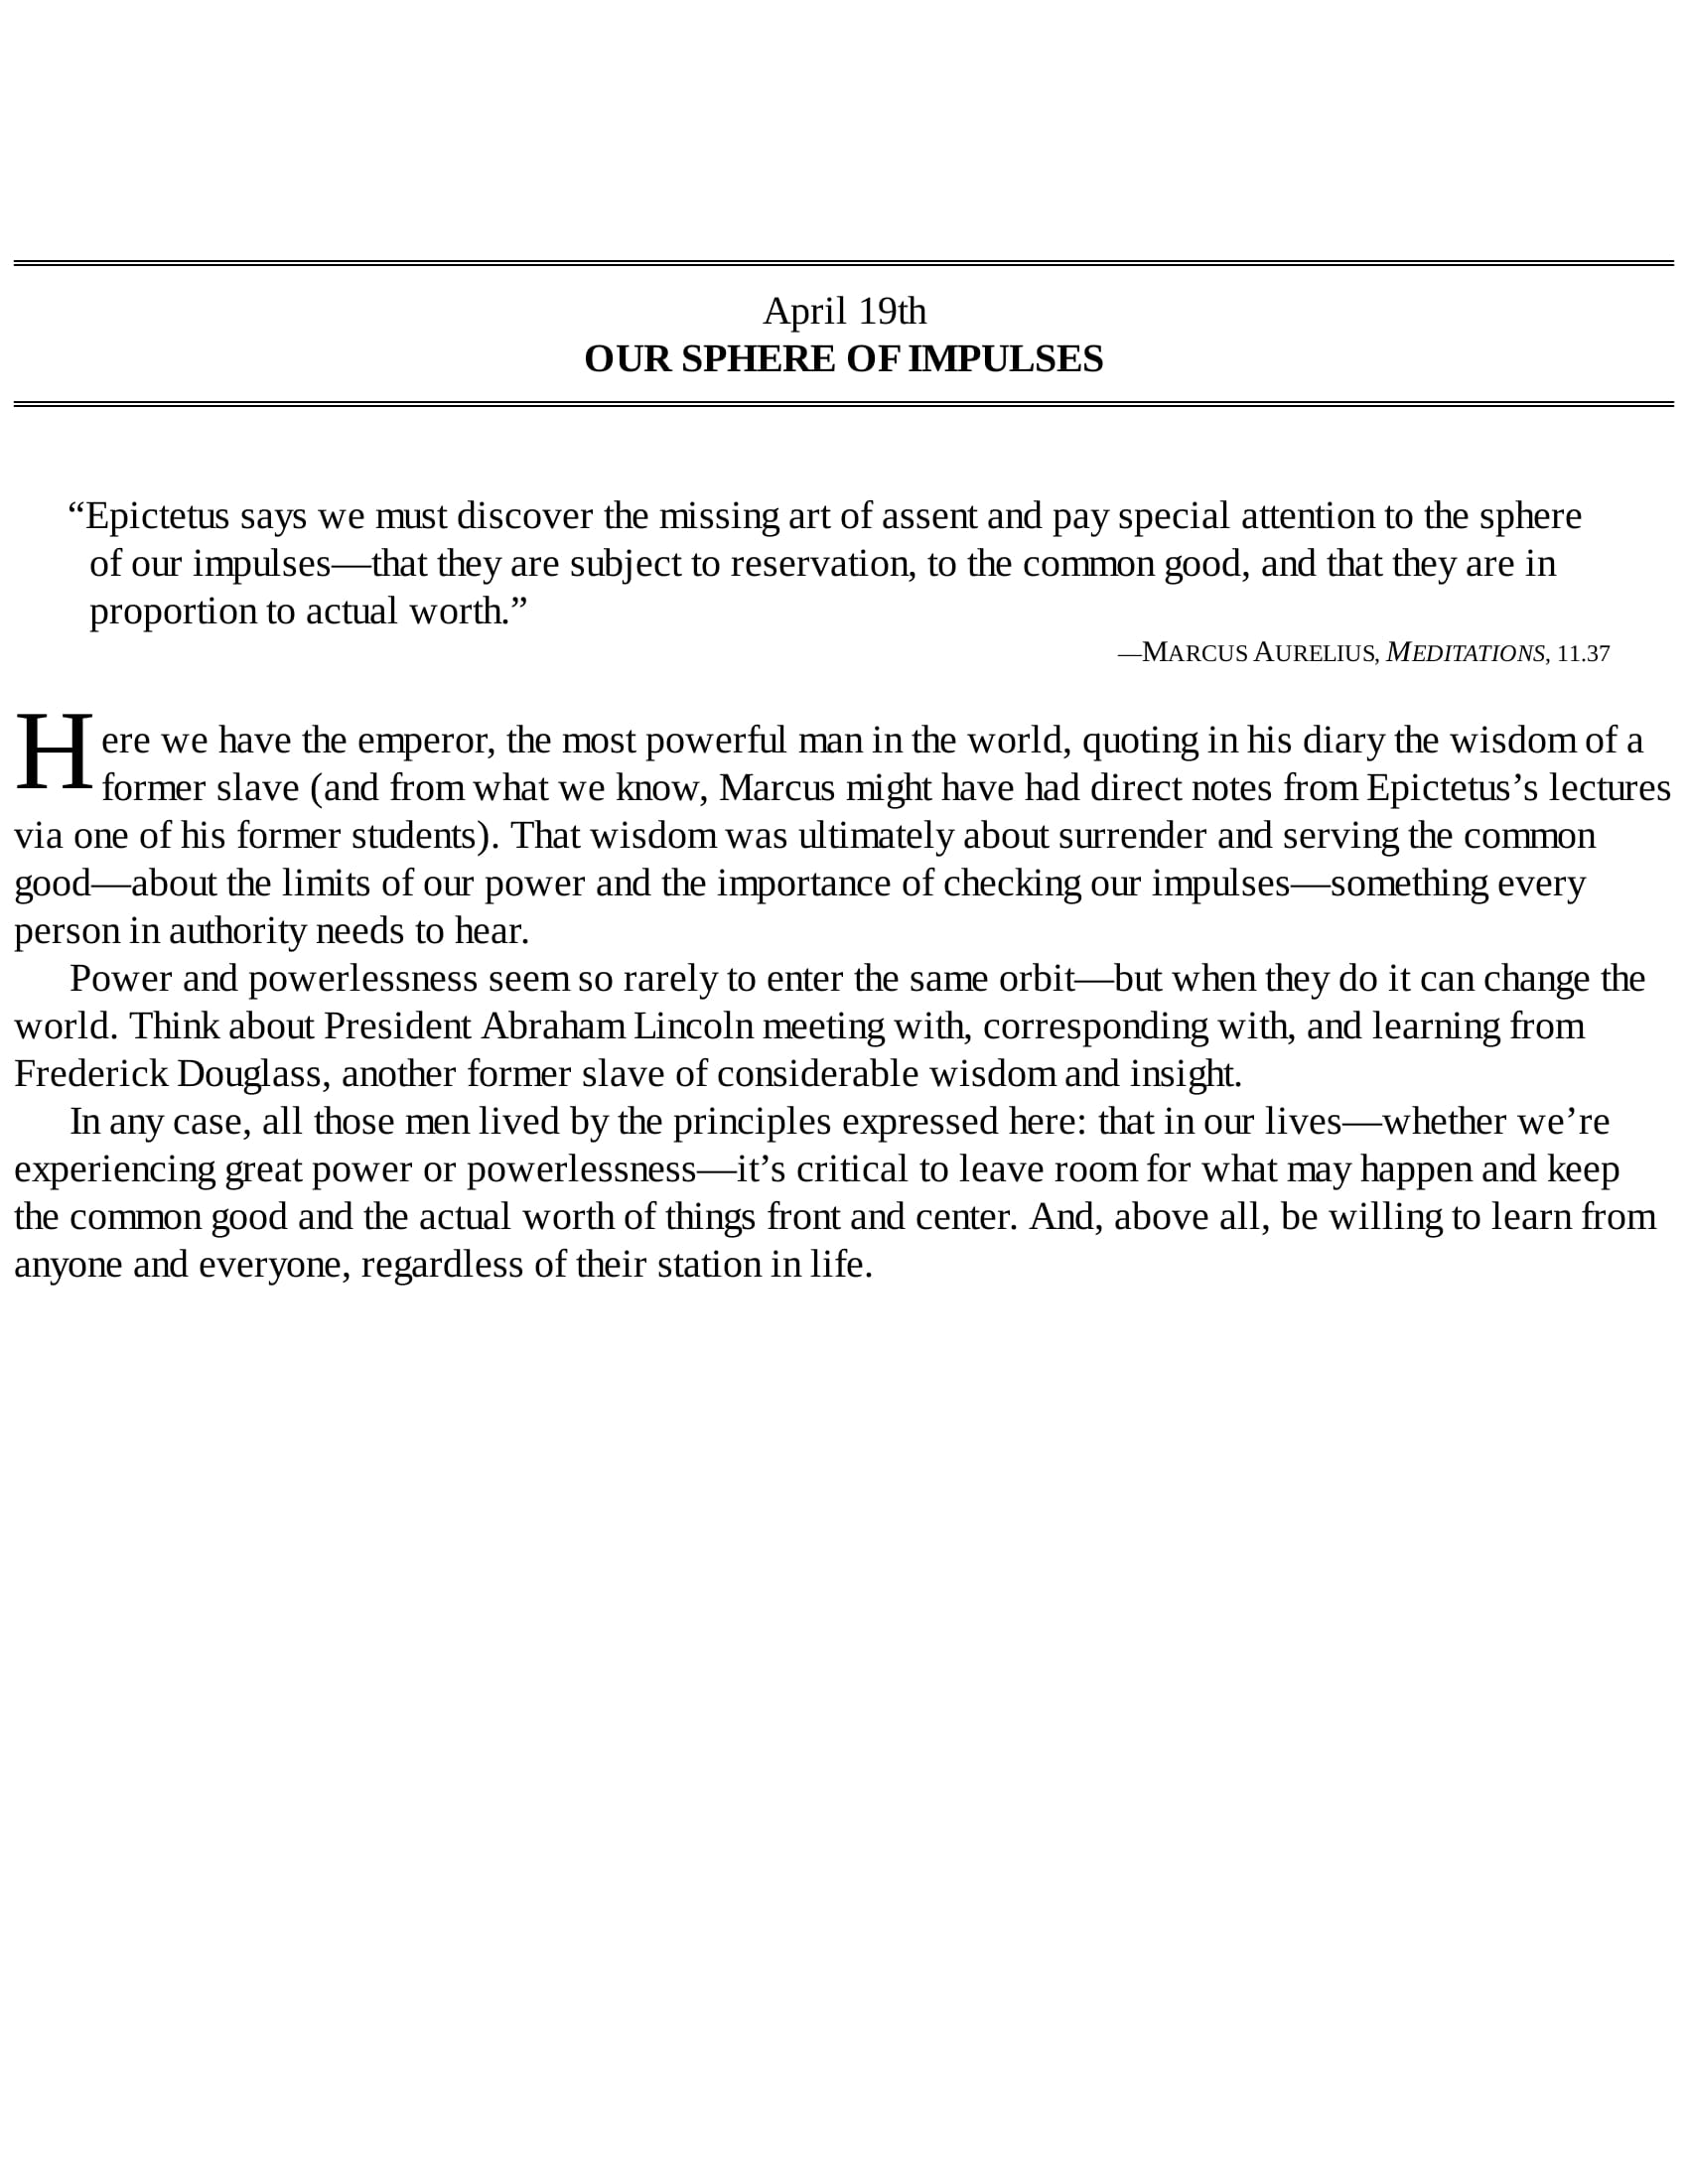 April 19th
OUR SPHERE OF IMPULSES
“Epictetus says we must discover the missing art of assent and pay special attention to the sphere
of our impulses—that they are subject to reservation, to the common good, and that they are in
proportion to actual worth.”
—MARCUS AURELIUS, MEDITATIONS, 11.37
Here we have the emperor, the most powerful man in the world, quoting in his diary the wisdom of a
former slave (and from what we know, Marcus might have had direct notes from Epictetus’s lectures
via one of his former students). That wisdom was ultimately about surrender and serving the common
good—about the limits of our power and the importance of checking our impulses—something every
person in authority needs to hear.
Power and powerlessness seem so rarely to enter the same orbit—but when they do it can change the
world. Think about President Abraham Lincoln meeting with, corresponding with, and learning from
Frederick Douglass, another former slave of considerable wisdom and insight.
In any case, all those men lived by the principles expressed here: that in our lives—whether we’re
experiencing great power or powerlessness—it’s critical to leave room for what may happen and keep
the common good and the actual worth of things front and center. And, above all, be willing to learn from
anyone and everyone, regardless of their station in life.